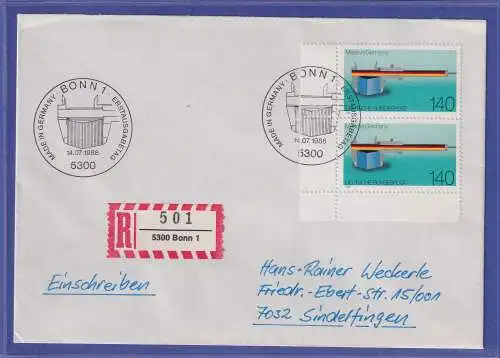 MADE IN GERMANY · BONN 1 · ERSTAUSGABETAG
14.07.1988
5300
MADE IN GERMANY · BONN 1 · ERSTAUSGABETAG
14.07.1988
5300
Made in Germany
DEUTSCHE BUNDESPOST 140
Made in Germany
DEUTSCHE BUNDESPOST 140
R 501
5300 Bonn 1
Einschreiben
Hans-Rainer Weckerle
Friedr.-Ebert-Str. 15/001
7032 Sindelfingen